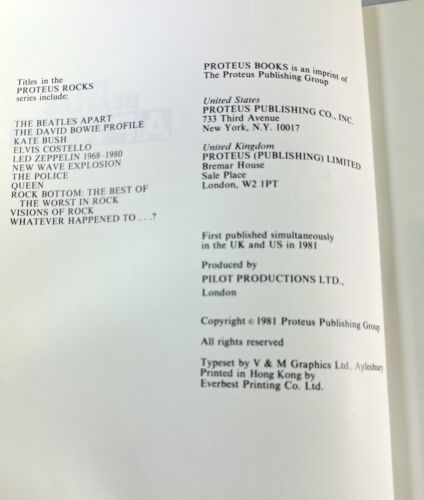 Titles in the
PROTEUS ROCKS
series include:
THE BEATLES APART
THE DAVID BOWIE PROFILE
KATE BUSH
ELVIS COSTELLO
LED ZEPPELIN 1968-1980
NEW WAVE EXPLOSION
THE POLICE
QUEEN
ROCK BOTTOM: THE BEST OF
THE WORST IN ROCK
VISIONS OF ROCK
WHATEVER HAPPENED TO . . .?
PROTEUS BOOKS is an imprint of
The Proteus Publishing Group
United States
PROTEUS PUBLISHING CO., INC.
733 Third Avenue
New York, N.Y. 10017
United Kingdom
PROTEUS (PUBLISHING) LIMITED
Bremar House
Sale Place
London, W2 1PT
First published simultaneously
in the UK and US in 1981
Produced by
PILOT PRODUCTIONS LTD.,
London
Copyright © 1981 Proteus Publishing Group
All rights reserved
Typeset by V & M Graphics Ltd, Aylesbury
Printed in Hong Kong by
Everbest Printing Co. Ltd.